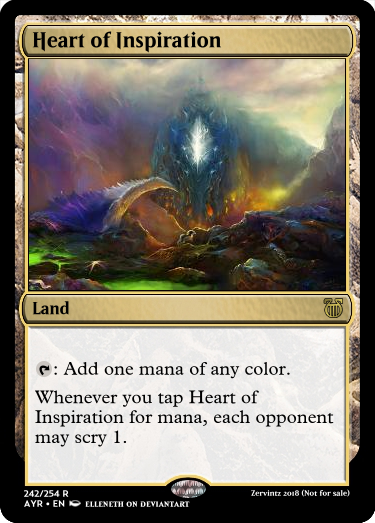 Heart of Inspiration
Land
: Add one mana of any color.
Whenever you tap Heart of
Inspiration for mana, each opponent
may scry 1.
242/254 R
Zervintz 2018 (Not for sale)
AYR • EN ELLENETH ON DEVIANTART